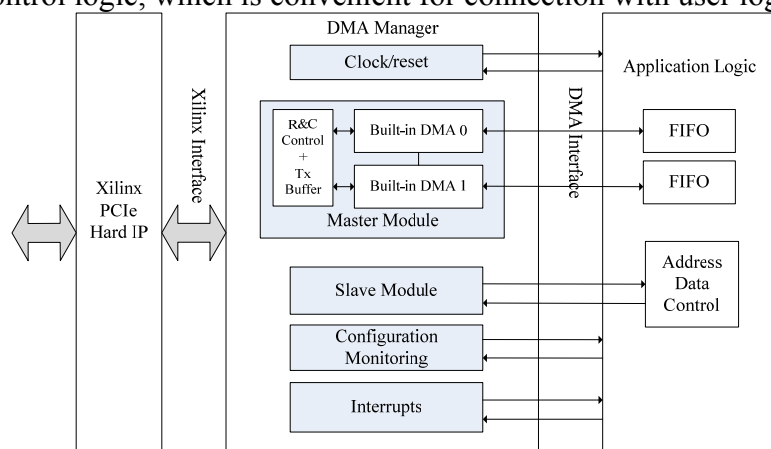 ontrol logic, which is convenient for connection with user log
DMA Manager
Clock/reset
Application Logic
Xilinx Interface
DMA Interface
R&C
Control
+
Tx
Buffer
Built-in DMA 0
Built-in DMA 1
Master Module
FIFO
FIFO
Xilinx
PCIe
Hard IP
Slave Module
Address
Data
Control
Configuration
Monitoring
Interrupts